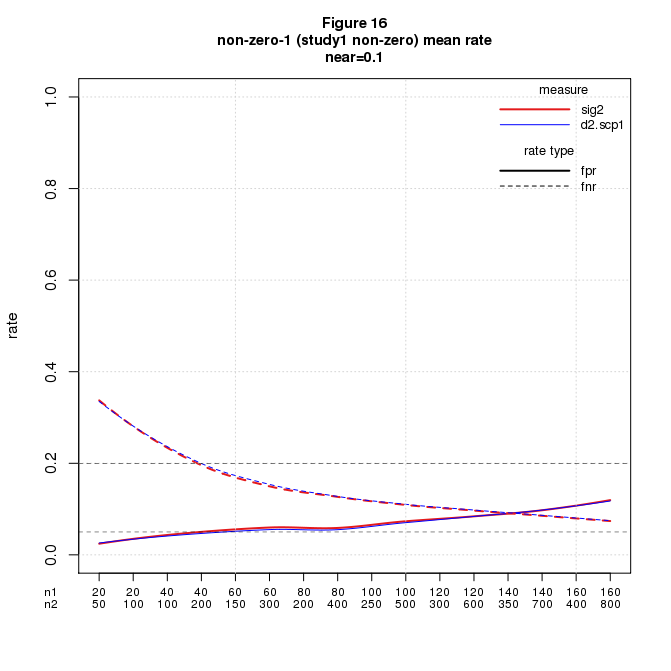 Figure 16
non-zero-1 (study1 non-zero) mean rate
near=0.1
measure
sig2
d2.scp1
rate type
fpr
fnr
rate
1.0
0.8
0.6
0.4
0.2
0.0
n1 20 20 40 40 60 60 80 80 100 100 120 120 140 140 160 160
n2 50 100 100 200 150 300 200 400 250 500 300 600 350 700 400 800